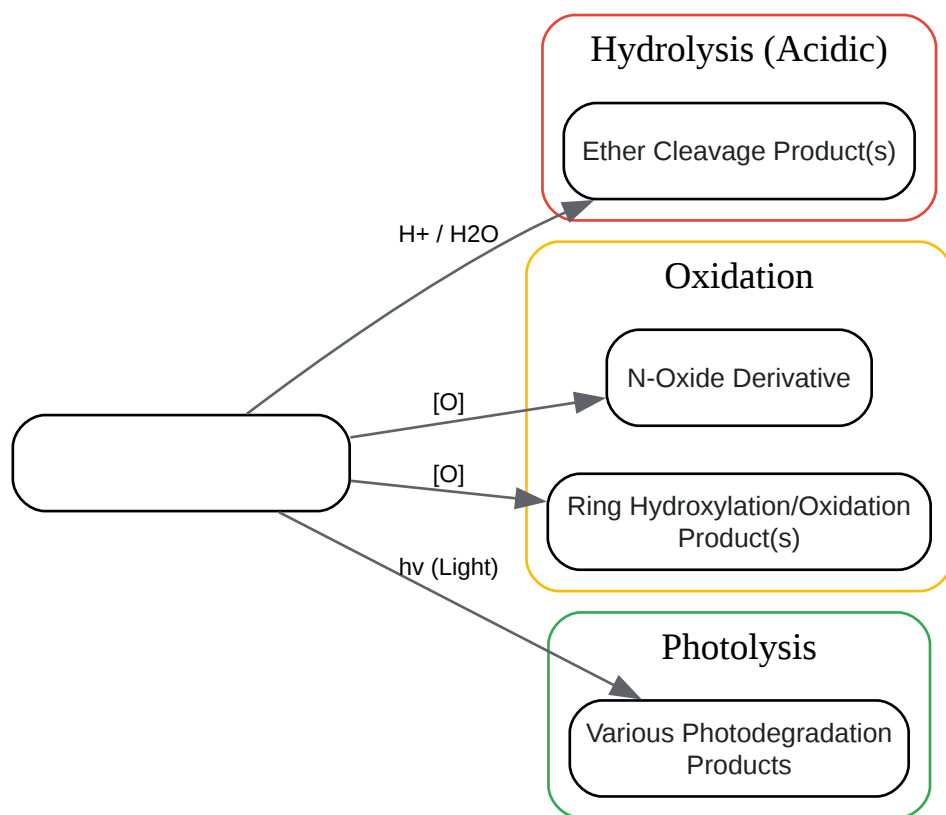 Hydrolysis (Acidic)
Ether Cleavage Product(s)
H+ / H2O
Oxidation
N-Oxide Derivative
[O]
[O]
Ring Hydroxylation/Oxidation
Product(s)
hv (Light)
Photolysis
Various Photodegradation
Products